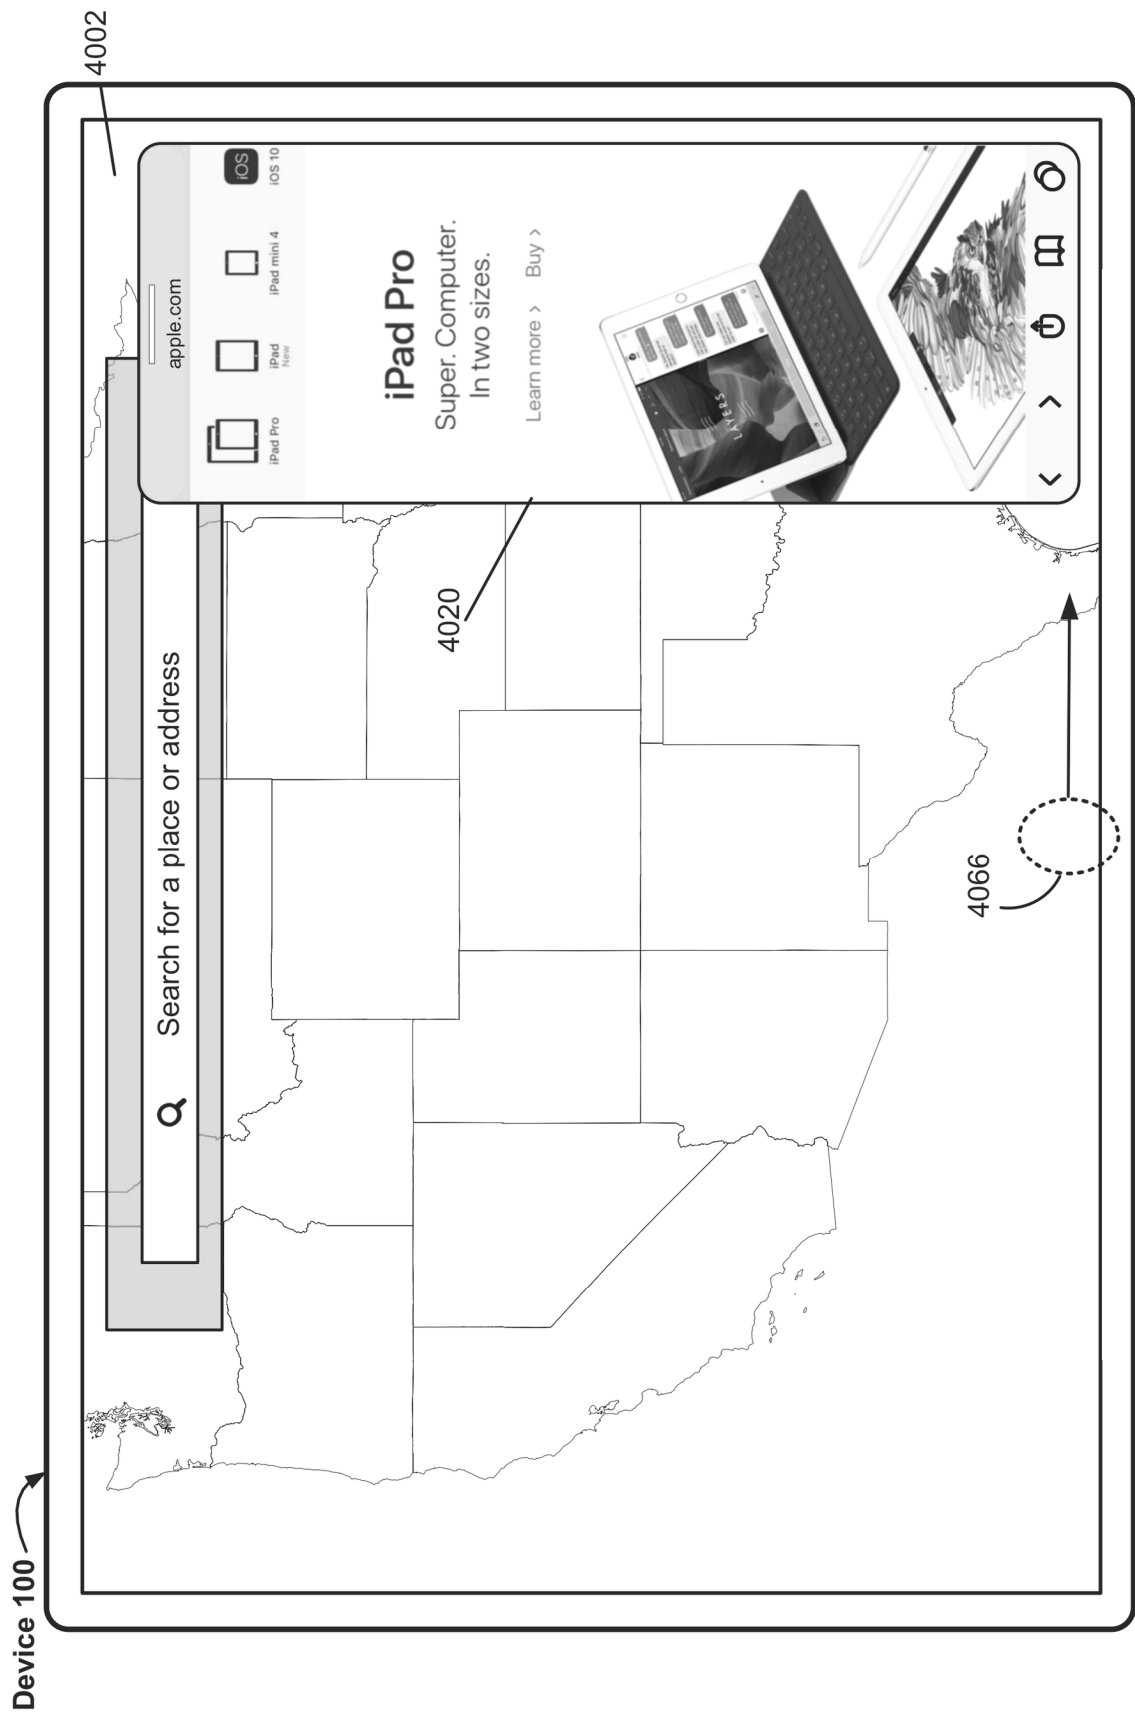 Device 100
4002
Search for a place or address
apple.com
iPad Pro
iPad
New
iPad mini 4
iOS
iOS 10
iPad Pro
Super. Computer.
In two sizes.
Learn more > Buy >
LAYERS
4020
4066